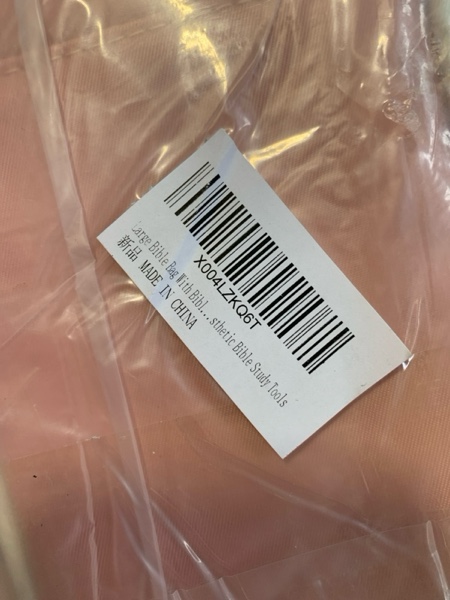 X004LZKQ6T
Large Bible Bag With Bibl...sthetic Bible Study Tools
新品 MADE IN CHINA